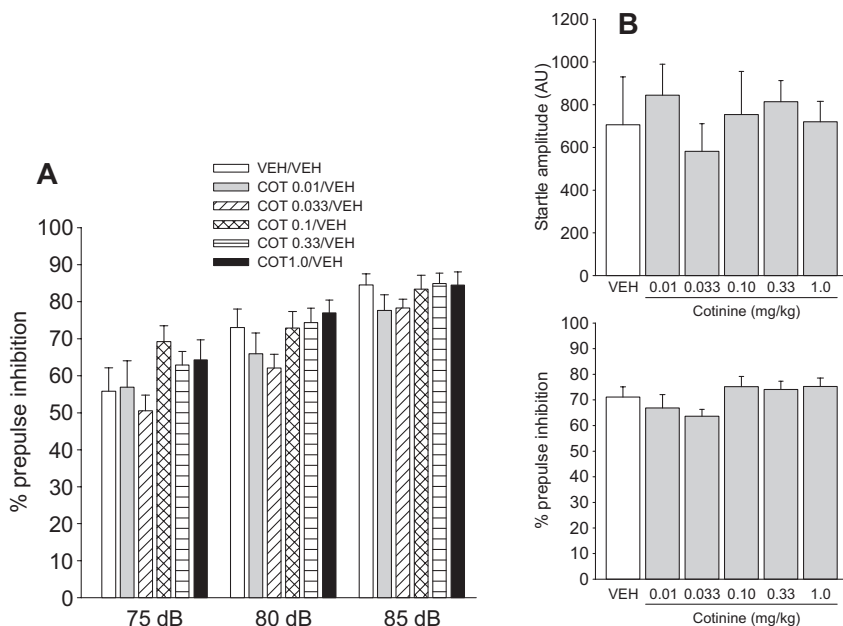 A
VEH/VEH
COT 0.01/VEH
COT 0.033/VEH
COT 0.1/VEH
COT 0.33/VEH
COT1.0/VEH
% prepulse inhibition
100
90
80
70
60
50
40
30
20
10
0
75 dB 80 dB 85 dB
B
Startle amplitude (AU)
1200
1000
800
600
400
200
0
VEH 0.01 0.033 0.10 0.33 1.0
Cotinine (mg/kg)
% prepulse inhibition
100
90
80
70
60
50
40
30
20
10
0
VEH 0.01 0.033 0.10 0.33 1.0
Cotinine (mg/kg)